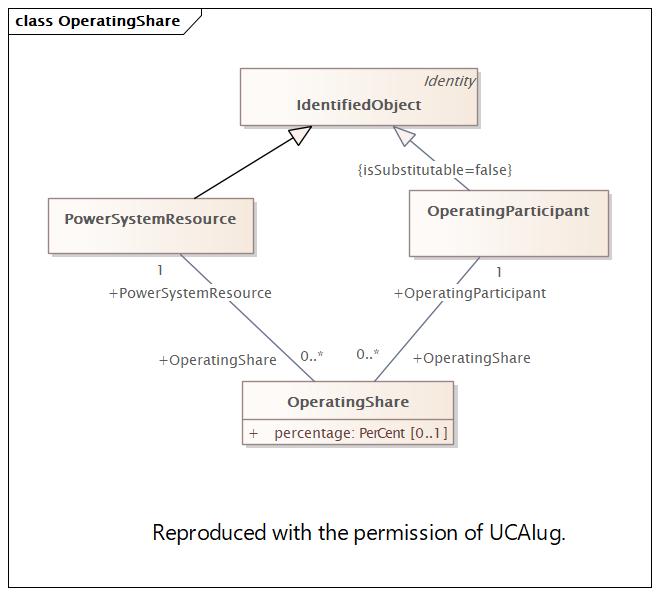 class OperatingShare
Identity
IdentifiedObject
{isSubstitutable=false}
PowerSystemResource
OperatingParticipant
1
+PowerSystemResource
1
+OperatingParticipant
+OperatingShare
0..*
0..*
+OperatingShare
OperatingShare
+ percentage: PerCent [0..1]
Reproduced with the permission of UCAIug.